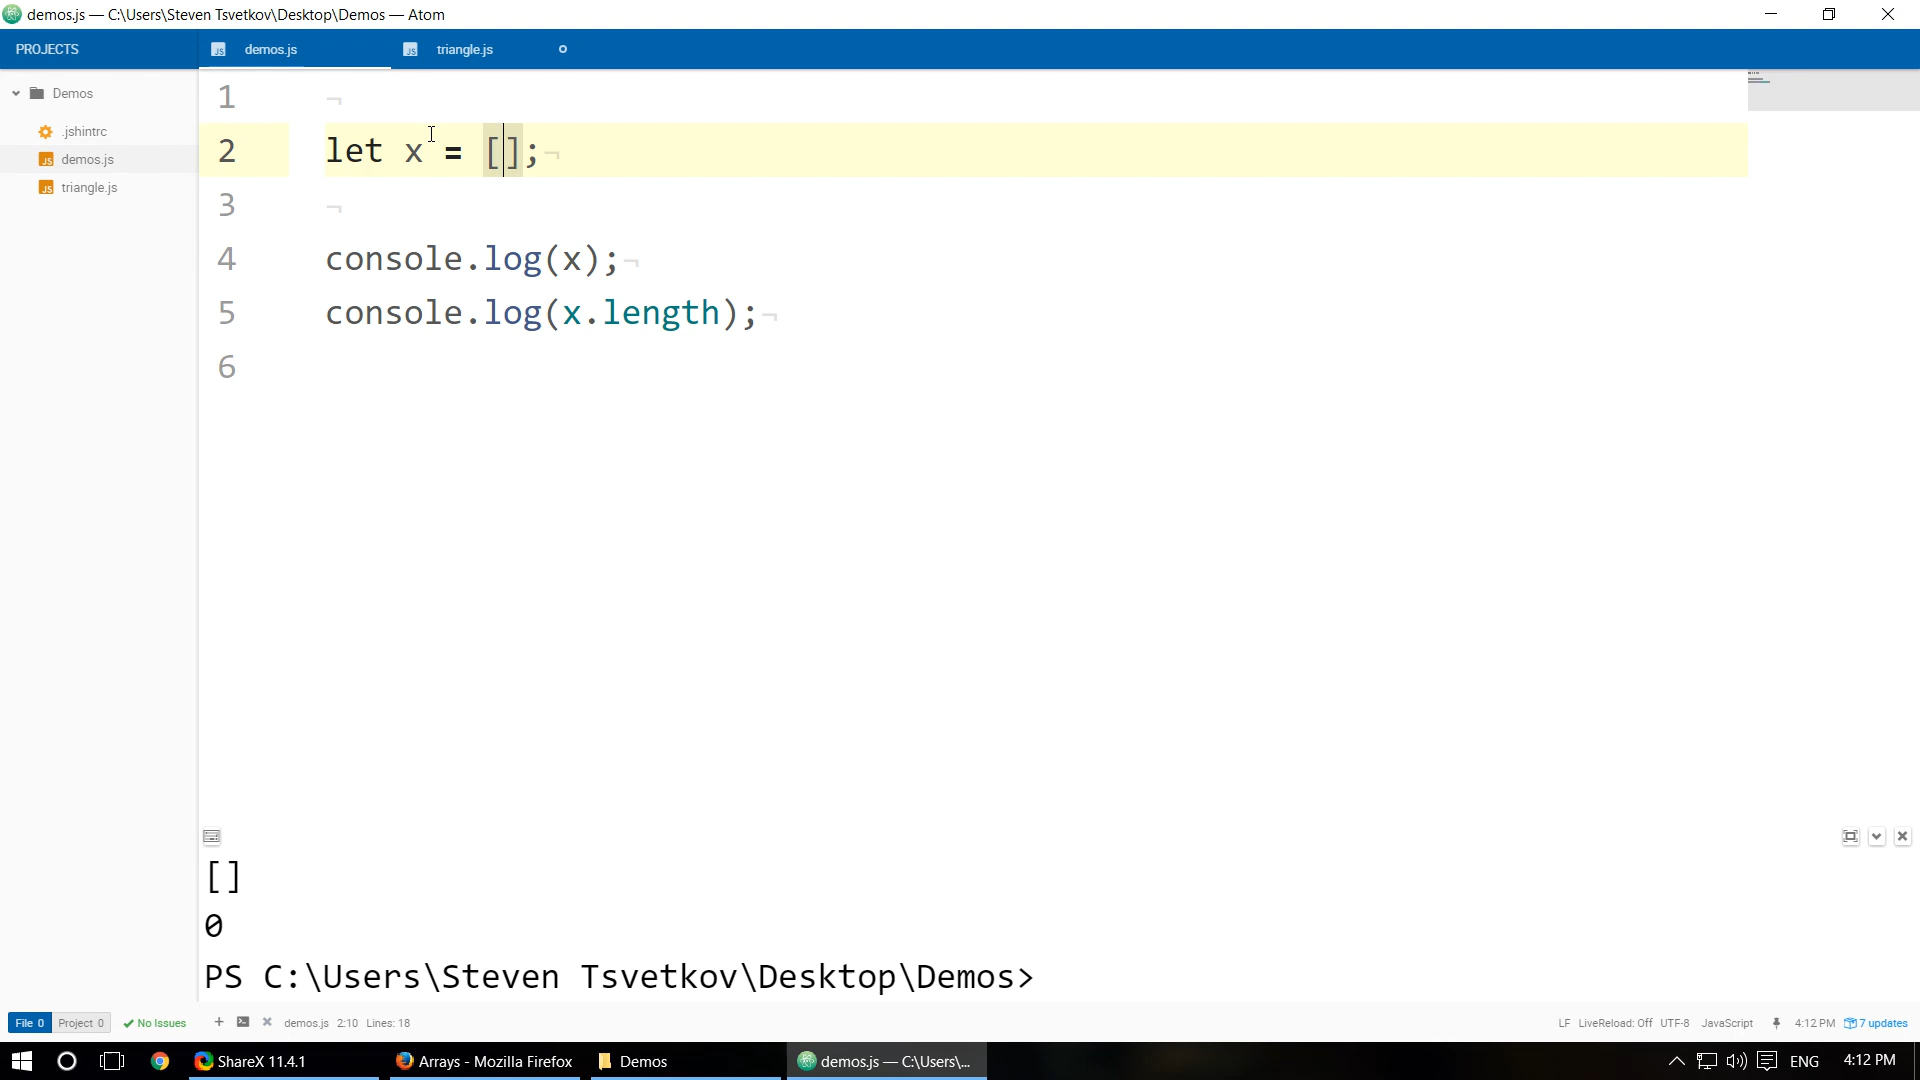 demos.js — C:\Users\Steven Tsvetkov\Desktop\Demos — Atom
PROJECTS
demos.js
triangle.js
Demos
.jshintrc
demos.js
triangle.js
1 ¬
2 let x = [];¬
3 ¬
4 console.log(x);¬
5 console.log(x.length);¬
6
[]
0
PS C:\Users\Steven Tsvetkov\Desktop\Demos>
File 0 Project 0 No Issues + demos.js 2:10 Lines: 18
LF LiveReload: Off UTF-8 JavaScript 4:12 PM 7 updates
ShareX 11.4.1
Arrays - Mozilla Firefox
Demos
demos.js — C:\Users\...
ENG
4:12 PM